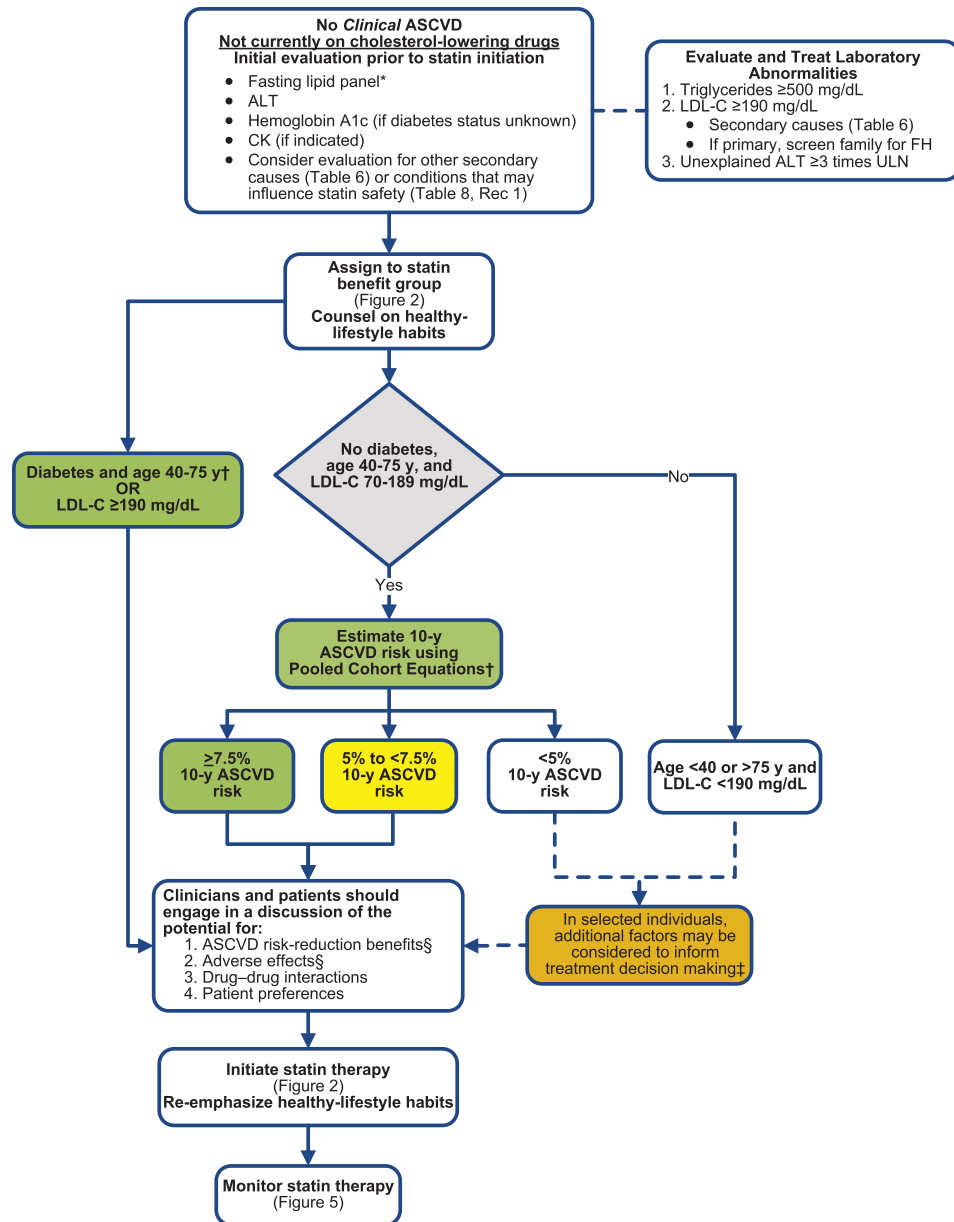 No Clinical ASCVD
Not currently on cholesterol-lowering drugs
Initial evaluation prior to statin initiation
● Fasting lipid panel*
● ALT
● Hemoglobin A1c (if diabetes status unknown)
● CK (if indicated)
● Consider evaluation for other secondary
causes (Table 6) or conditions that may
influence statin safety (Table 8, Rec 1)
Evaluate and Treat Laboratory
Abnormalities
1. Triglycerides ≥500 mg/dL
2. LDL-C ≥190 mg/dL
● Secondary causes (Table 6)
● If primary, screen family for FH
3. Unexplained ALT ≥3 times ULN
Assign to statin
benefit group
(Figure 2)
Counsel on healthy-
lifestyle habits
Diabetes and age 40-75 y†
OR
LDL-C ≥190 mg/dL
No diabetes,
age 40-75 y, and
LDL-C 70-189 mg/dL
No
Yes
Estimate 10-y
ASCVD risk using
Pooled Cohort Equations†
≥7.5%
10-y ASCVD
risk
5% to <7.5%
10-y ASCVD
risk
<5%
10-y ASCVD
risk
Age <40 or >75 y and
LDL-C <190 mg/dL
Clinicians and patients should
engage in a discussion of the
potential for:
1. ASCVD risk-reduction benefits§
2. Adverse effects§
3. Drug–drug interactions
4. Patient preferences
In selected individuals,
additional factors may be
considered to inform
treatment decision making‡
Initiate statin therapy
(Figure 2)
Re-emphasize healthy-lifestyle habits
Monitor statin therapy
(Figure 5)